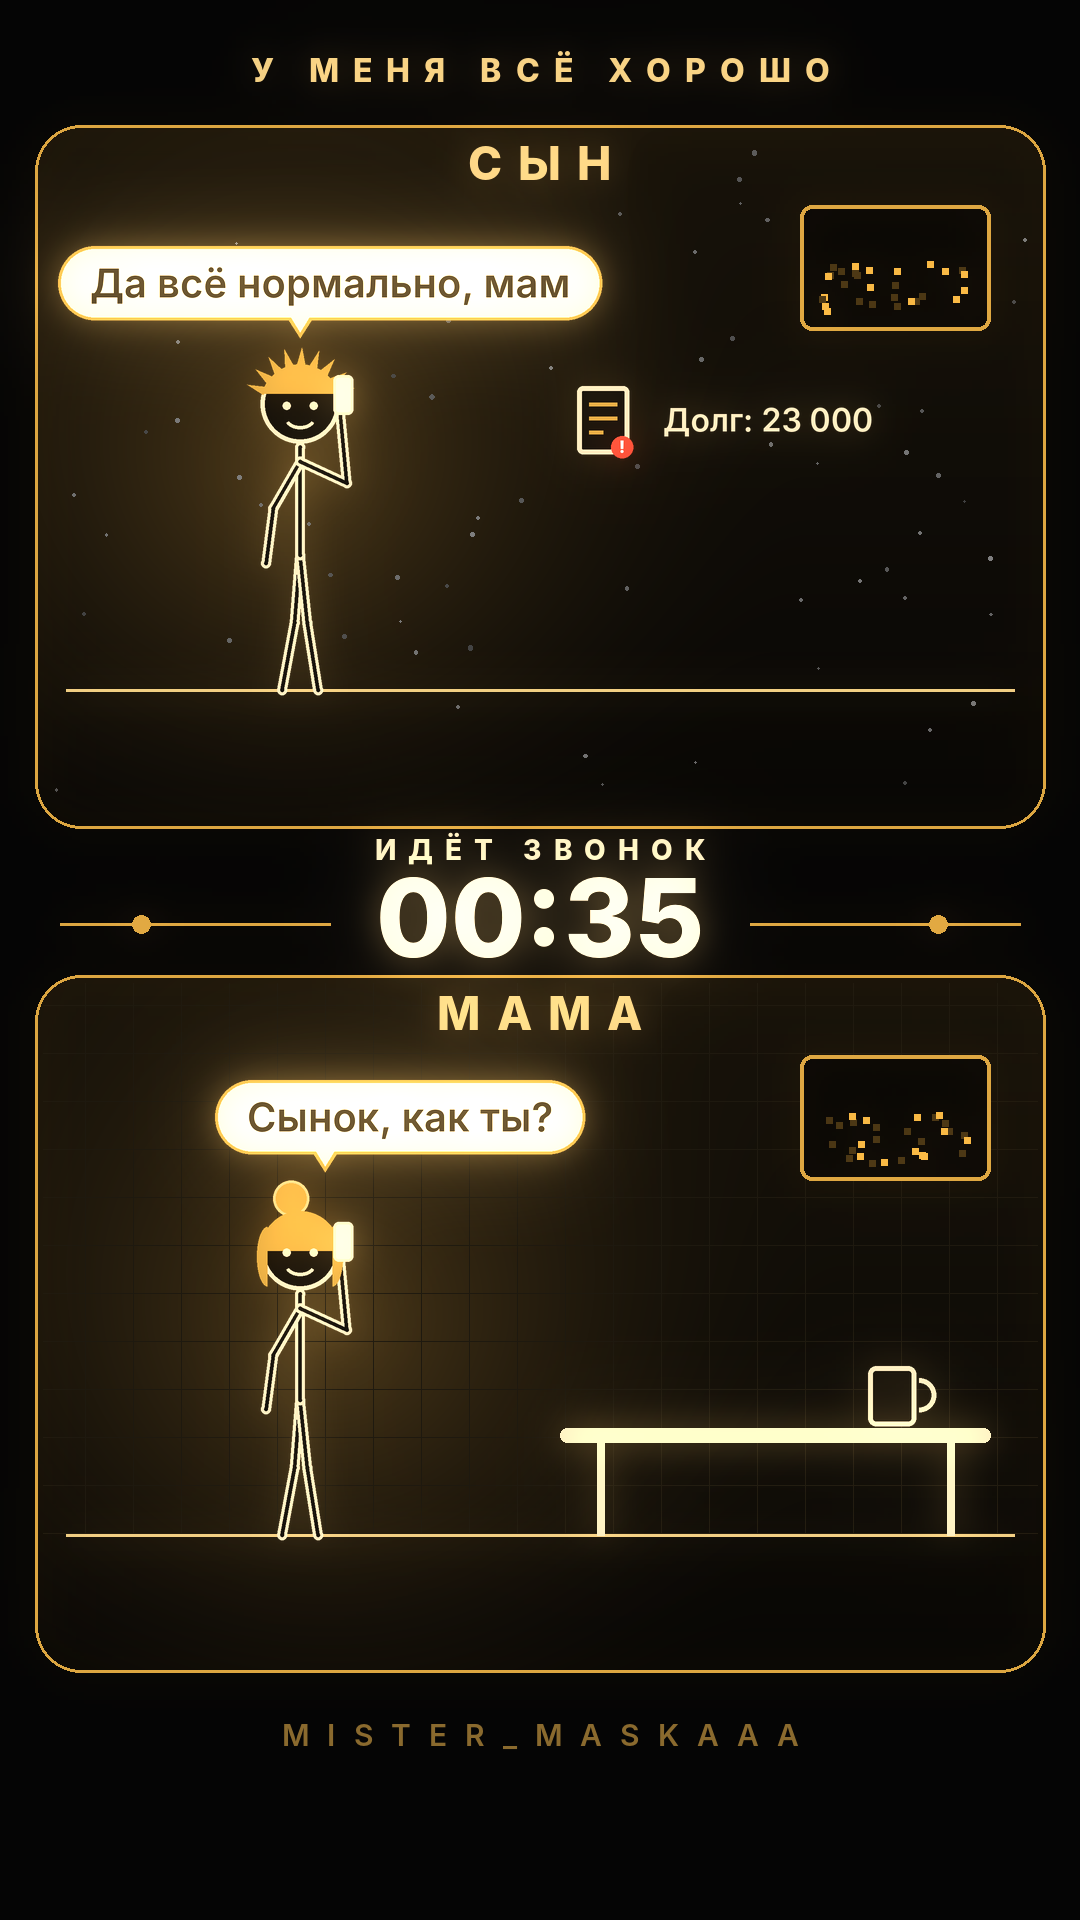 У МЕНЯ ВСЁ ХОРОШО
СЫН
Да всё нормально, мам
!
Долг: 23 000
ИДЁТ ЗВОНОК
00:35
МАМА
Сынок, как ты?
MISTER_MASKAAA